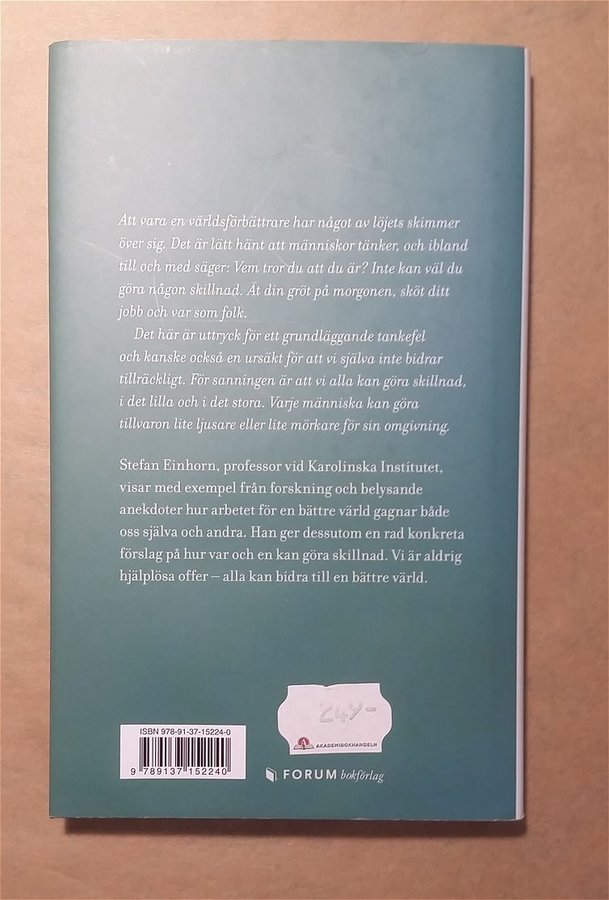 Att vara en världsförbättrare har något av löjets skimmer
över sig. Det är lätt hänt att människor tänker, och ibland
till och med säger: Vem tror du att du är? Inte kan väl du
göra någon skillnad. Ät din gröt på morgonen, sköt ditt
jobb och var som folk.
Det här är uttryck för ett grundläggande tankefel
och kanske också en ursäkt för att vi själva inte bidrar
tillräckligt. För sanningen är att vi alla kan göra skillnad,
i det lilla och i det stora. Varje människa kan göra
tillvaron lite ljusare eller lite mörkare för sin omgivning.
Stefan Einhorn, professor vid Karolinska Institutet,
visar med exempel från forskning och belysande
anekdoter hur arbetet för en bättre värld gagnar både
oss själva och andra. Han ger dessutom en rad konkreta
förslag på hur var och en kan göra skillnad. Vi är aldrig
hjälplösa offer – alla kan bidra till en bättre värld.
249-
AKADEMIBOKHANDELN
ISBN 978-91-37-15224-0
9 789137 152240
FORUM bokförlag